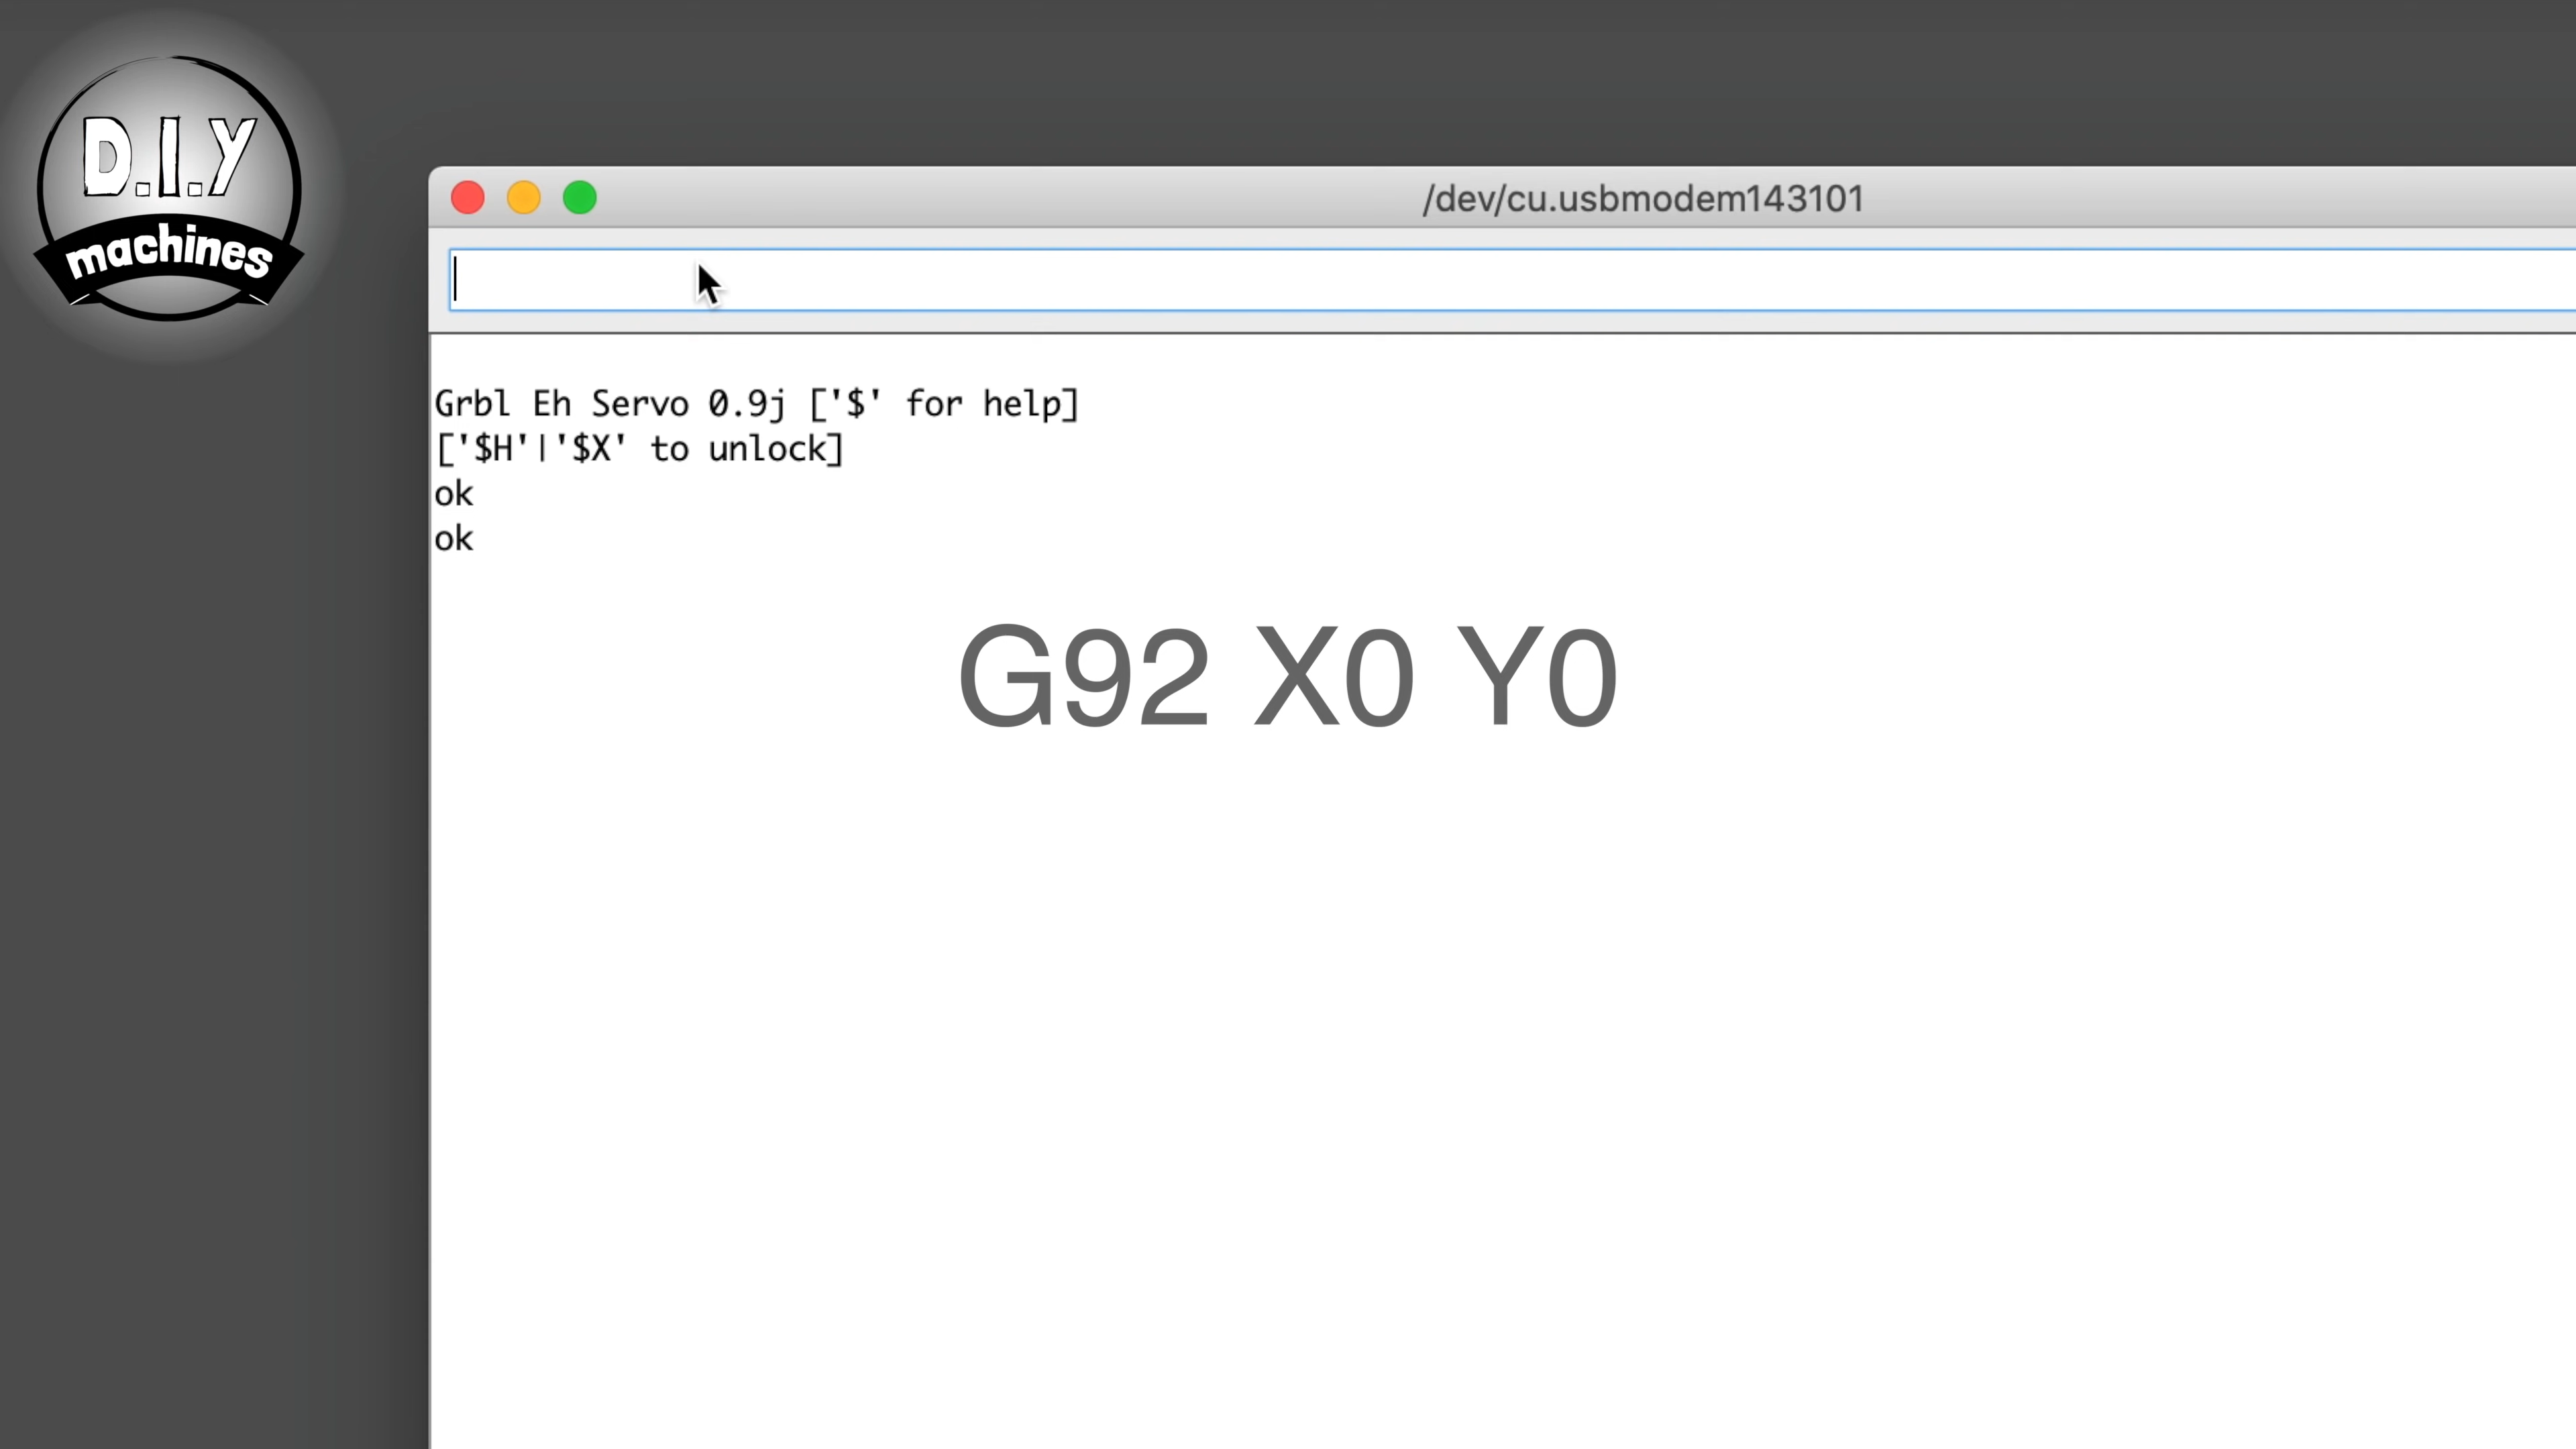 D.I.Y
machines
/dev/cu.usbmodem143101
Grbl Eh Servo 0.9j ['$' for help]
['$H'|'$X' to unlock]
ok
ok
G92 X0 Y0